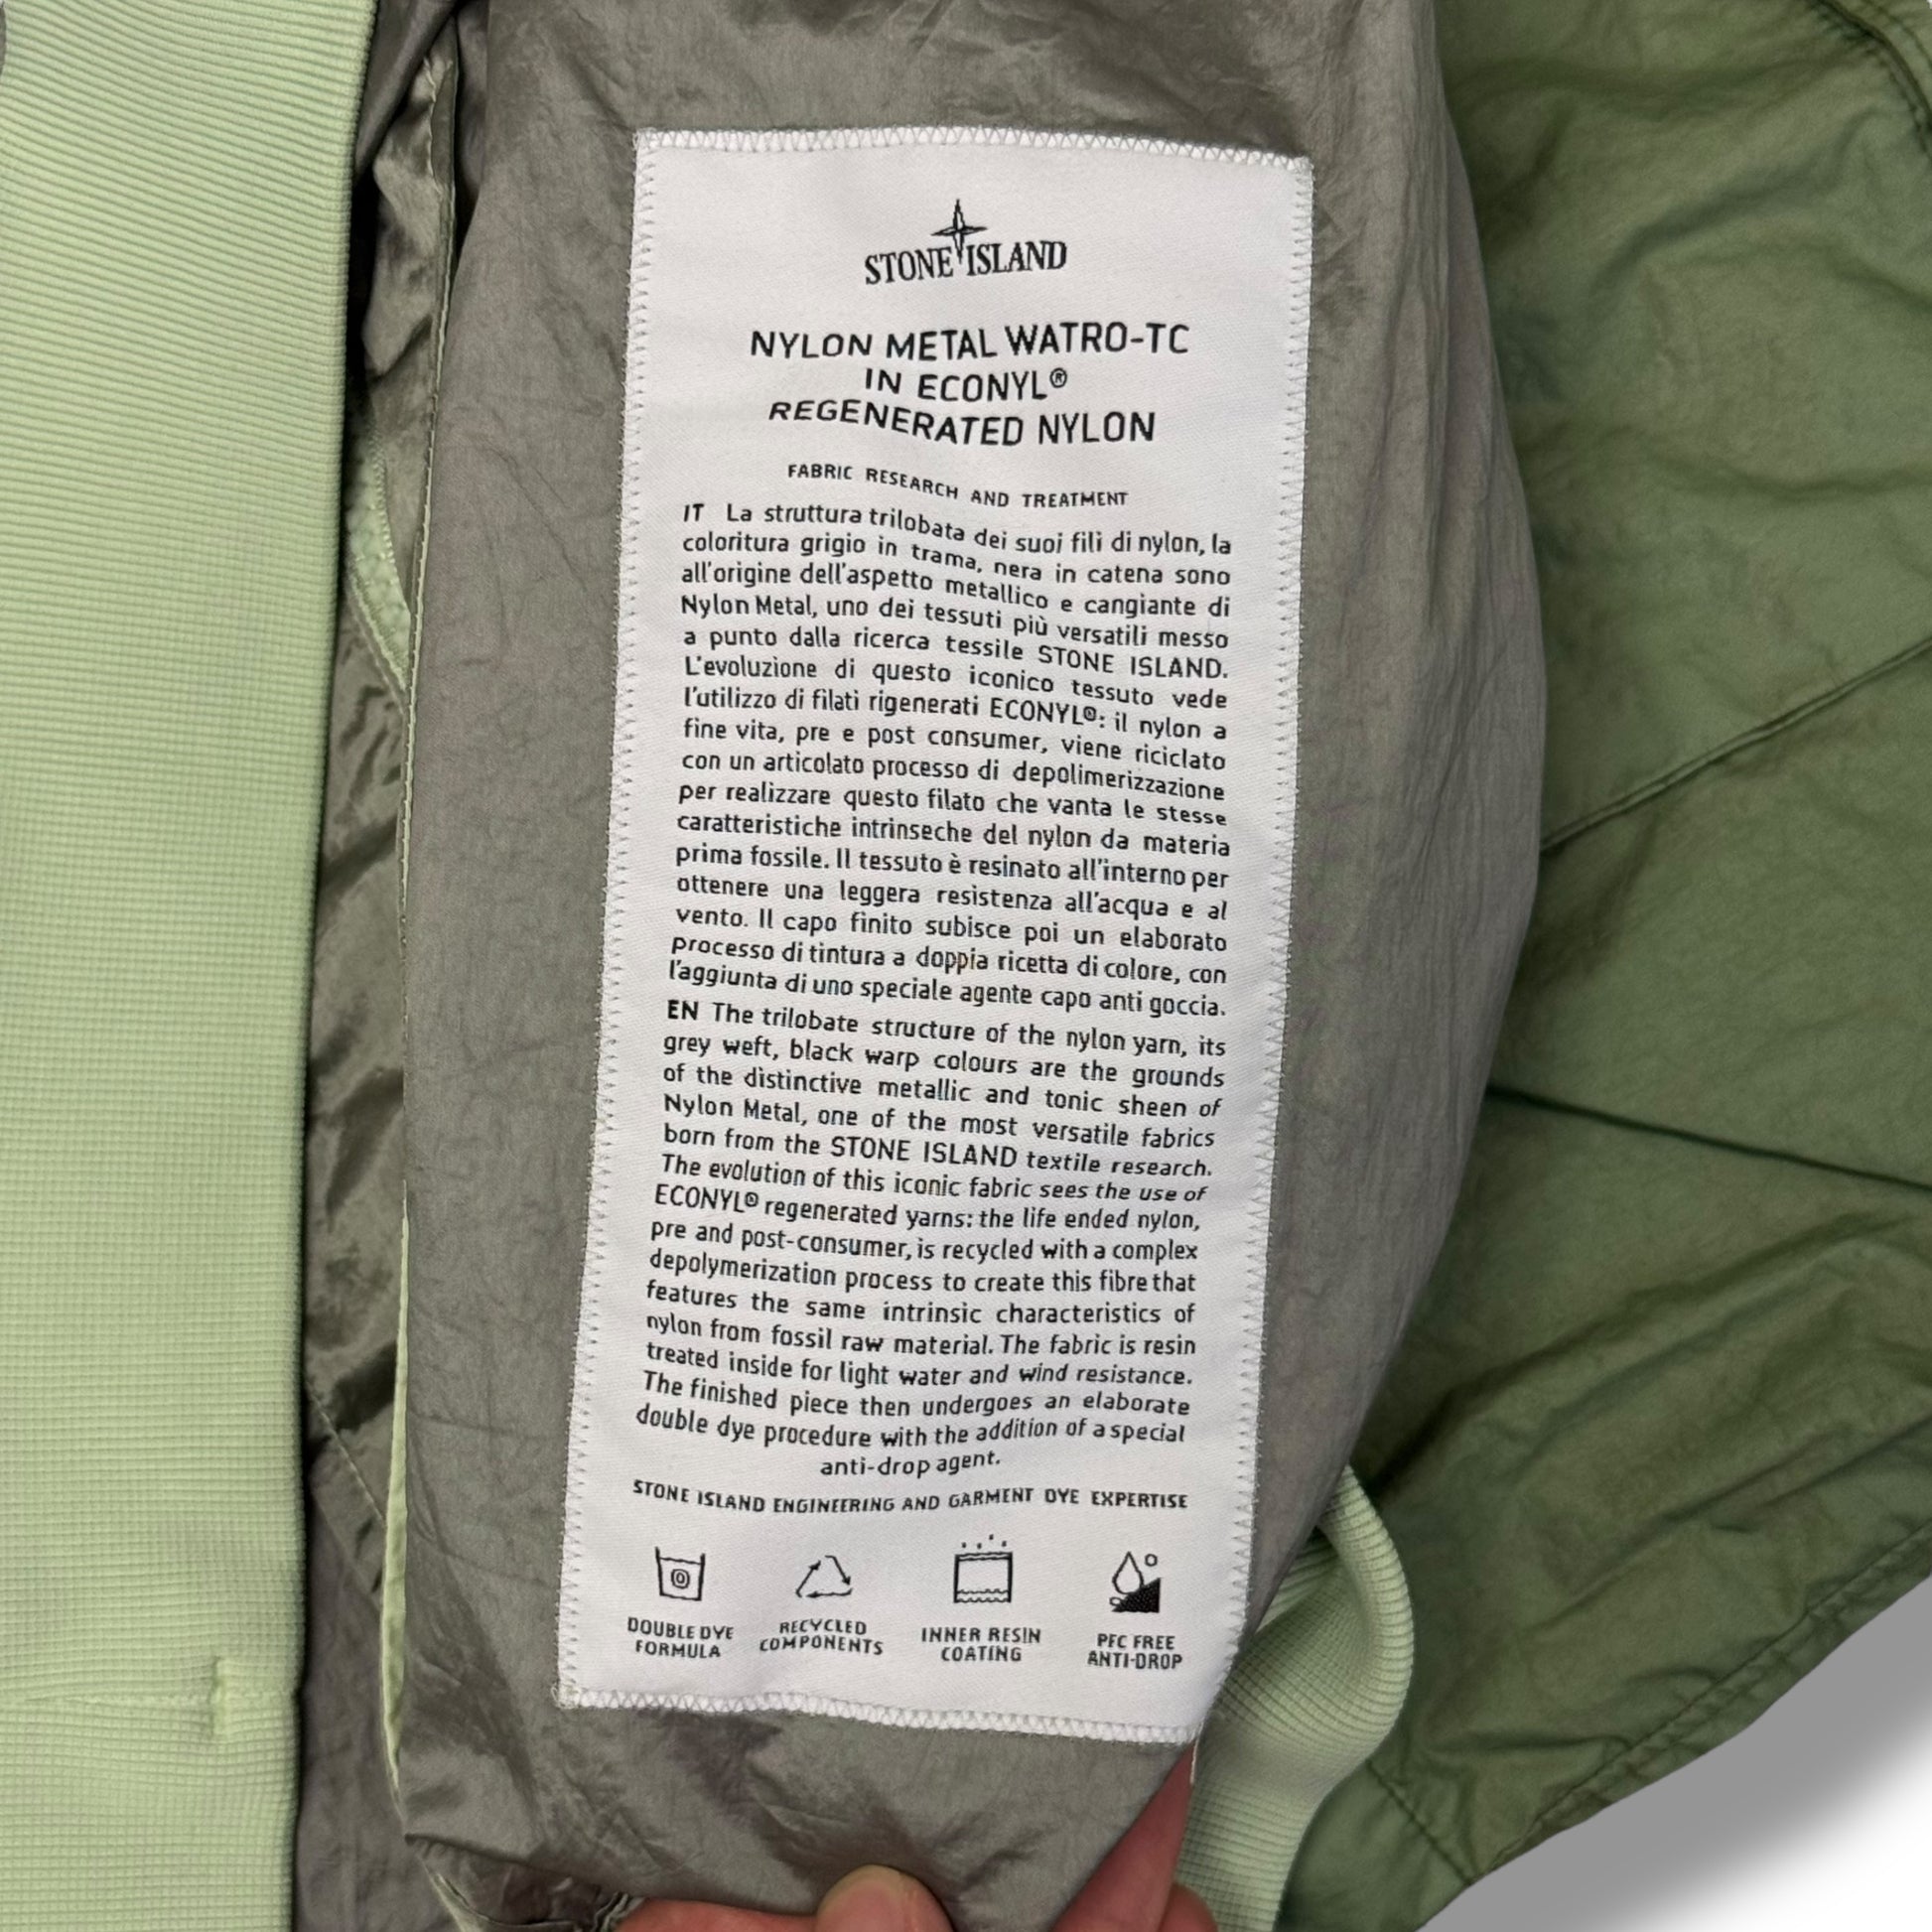 STONE ISLAND
NYLON METAL WATRO-TC
IN ECONYL®
REGENERATED NYLON
FABRIC RESEARCH AND TREATMENT
IT La struttura trilobata dei suoi fili di nylon, la
coloritura grigio in trama, nera in catena sono
all'origine dell'aspetto metallico e cangiante di
Nylon Metal, uno dei tessuti più versatili messo
a punto dalla ricerca tessile STONE ISLAND.
L'evoluzione di questo iconico tessuto vede
l'utilizzo di filati rigenerati ECONYL®: il nylon a
fine vita, pre e post consumer, viene riciclato
con un articolato processo di depolimerizzazione
per realizzare questo filato che vanta le stesse
caratteristiche intrinseche del nylon da materia
prima fossile. Il tessuto è resinato all'interno per
ottenere una leggera resistenza all'acqua e al
vento. Il capo finito subisce poi un elaborato
processo di tintura a doppia ricetta di colore, con
l'aggiunta di uno speciale agente capo anti goccia.
EN The trilobate structure of the nylon yarn, its
grey weft, black warp colours are the grounds
of the distinctive metallic and tonic sheen of
Nylon Metal, one of the most versatile fabrics
born from the STONE ISLAND textile research.
The evolution of this iconic fabric sees the use of
ECONYL® regenerated yarns: the life ended nylon,
pre and post-consumer, is recycled with a complex
depolymerization process to create this fibre that
features the same intrinsic characteristics of
nylon from fossil raw material. The fabric is resin
treated inside for light water and wind resistance.
The finished piece then undergoes an elaborate
double dye procedure with the addition of a special
anti-drop agent.
STONE ISLAND ENGINEERING AND GARMENT DYE EXPERTISE
DOUBLE DYE
FORMULA
RECYCLED
COMPONENTS
INNER RESIN
COATING
PFC FREE
ANTI-DROP